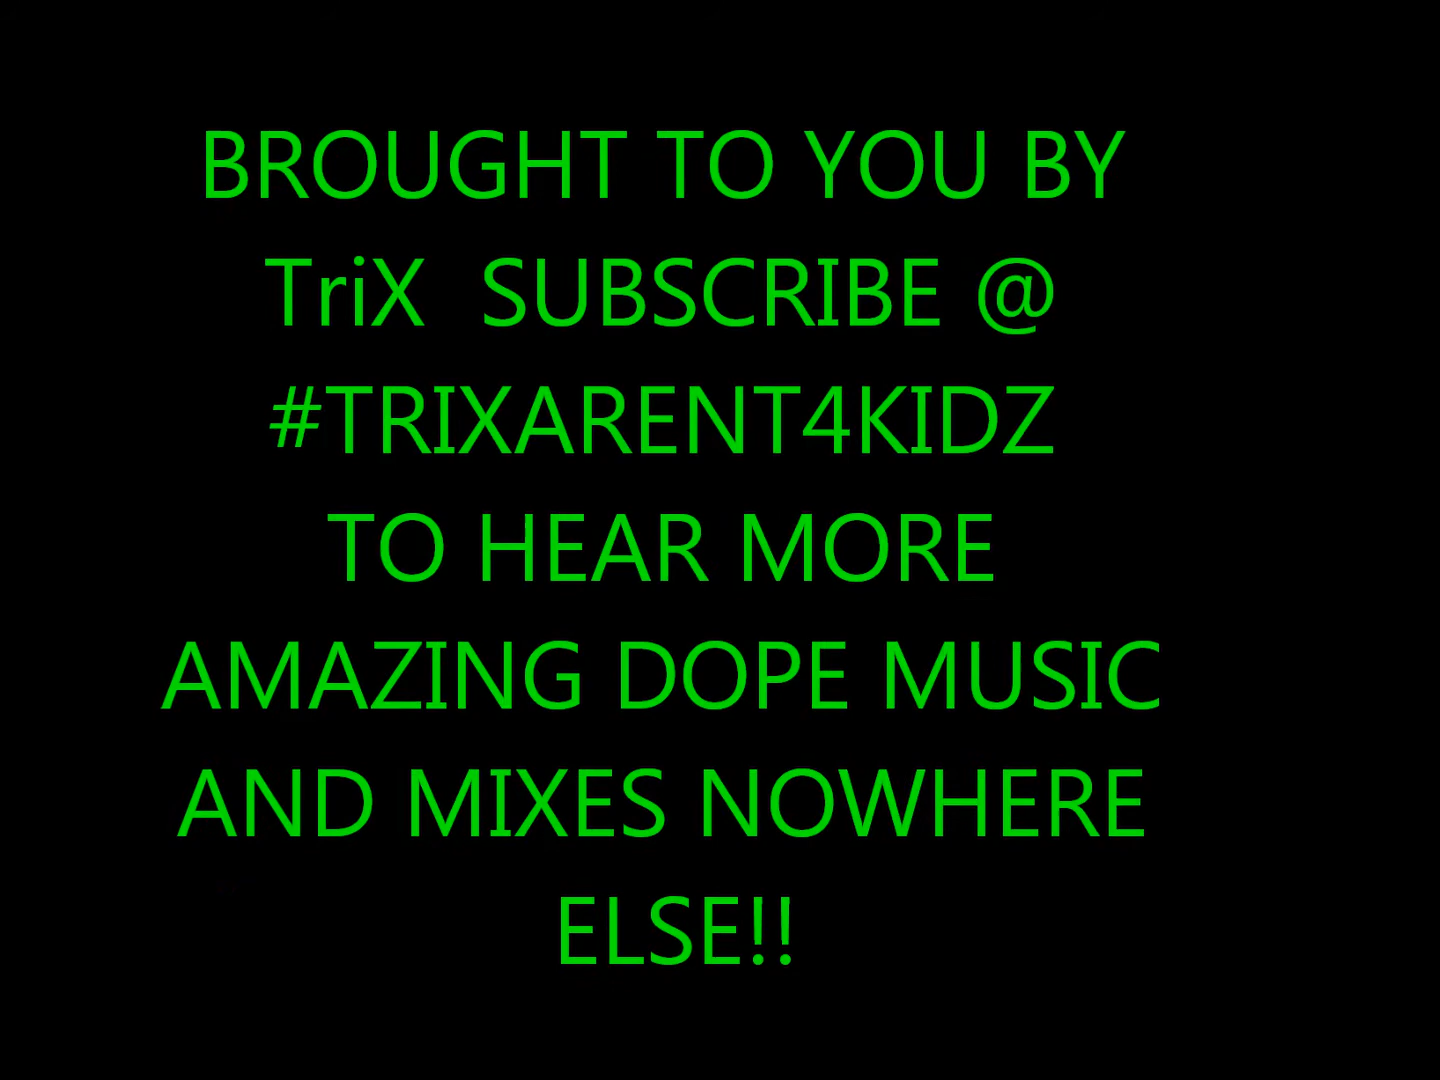 BROUGHT TO YOU BY
TriX  SUBSCRIBE @
#TRIXARENT4KIDZ
TO HEAR MORE
AMAZING DOPE MUSIC
AND MIXES NOWHERE
ELSE!!